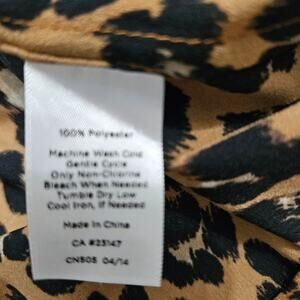 100% Polyester
Machine Wash Cold
Gentle Cycle
Only Non-Chlorine
Bleach When Needed
Tumble Dry Low
Cool Iron, If Needed
Made In China
CA #23147
CN505 04/14